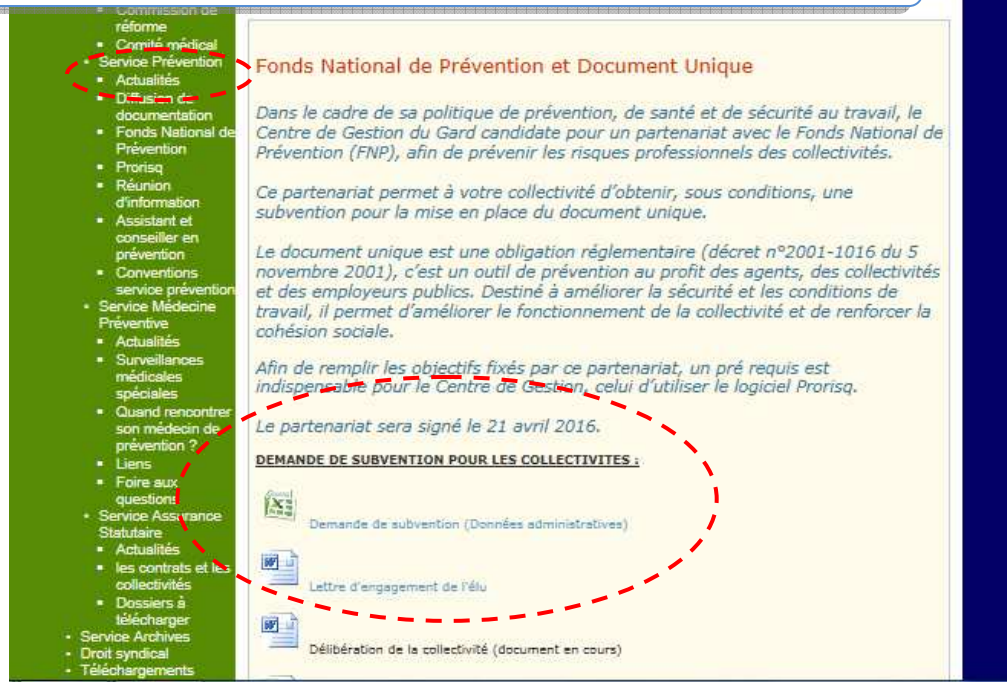 Commission de
réforme
Comité médical
Service Prévention
Actualités
Diffusion de
documentation
Fonds National de
Prévention
Prorisq
Réunion
d'information
Assistant et
conseiller en
prévention
Conventions
service prévention
Service Médecine
Préventive
Actualités
Surveillances
médicales
spéciales
Quand rencontrer
son médecin de
prévention ?
Liens
Foire aux
questions
Service Assurance
Statutaire
Actualités
les contrats et les
collectivités
Dossiers à
télécharger
Service Archives
Droit syndical
Téléchargements
Fonds National de Prévention et Document Unique
Dans le cadre de sa politique de prévention, de santé et de sécurité au travail, le
Centre de Gestion du Gard candidate pour un partenariat avec le Fonds National de
Prévention (FNP), afin de prévenir les risques professionnels des collectivités.
Ce partenariat permet à votre collectivité d'obtenir, sous conditions, une
subvention pour la mise en place du document unique.
Le document unique est une obligation réglementaire (décret n°2001-1016 du 5
novembre 2001), c'est un outil de prévention au profit des agents, des collectivités
et des employeurs publics. Destiné à améliorer la sécurité et les conditions de
travail, il permet d'améliorer le fonctionnement de la collectivité et de renforcer la
cohésion sociale.
Afin de remplir les objectifs fixés par ce partenariat, un pré requis est
indispensable pour le Centre de Gestion, celui d'utiliser le logiciel Prorisq.
Le partenariat sera signé le 21 avril 2016.
DEMANDE DE SUBVENTION POUR LES COLLECTIVITES :
Demande de subvention (Données administratives)
Lettre d'engagement de l'élu
Délibération de la collectivité (document en cours)